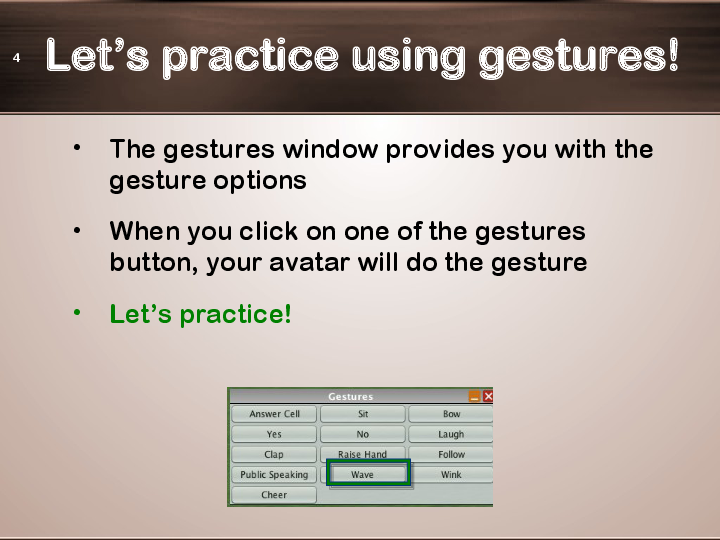 4
Let's practice using gestures!
• The gestures window provides you with the
gesture options
• When you click on one of the gestures
button, your avatar will do the gesture
• Let's practice!
Gestures
Answer Cell Sit Bow
Yes No Laugh
Clap Raise Hand Follow
Public Speaking Wave Wink
Cheer